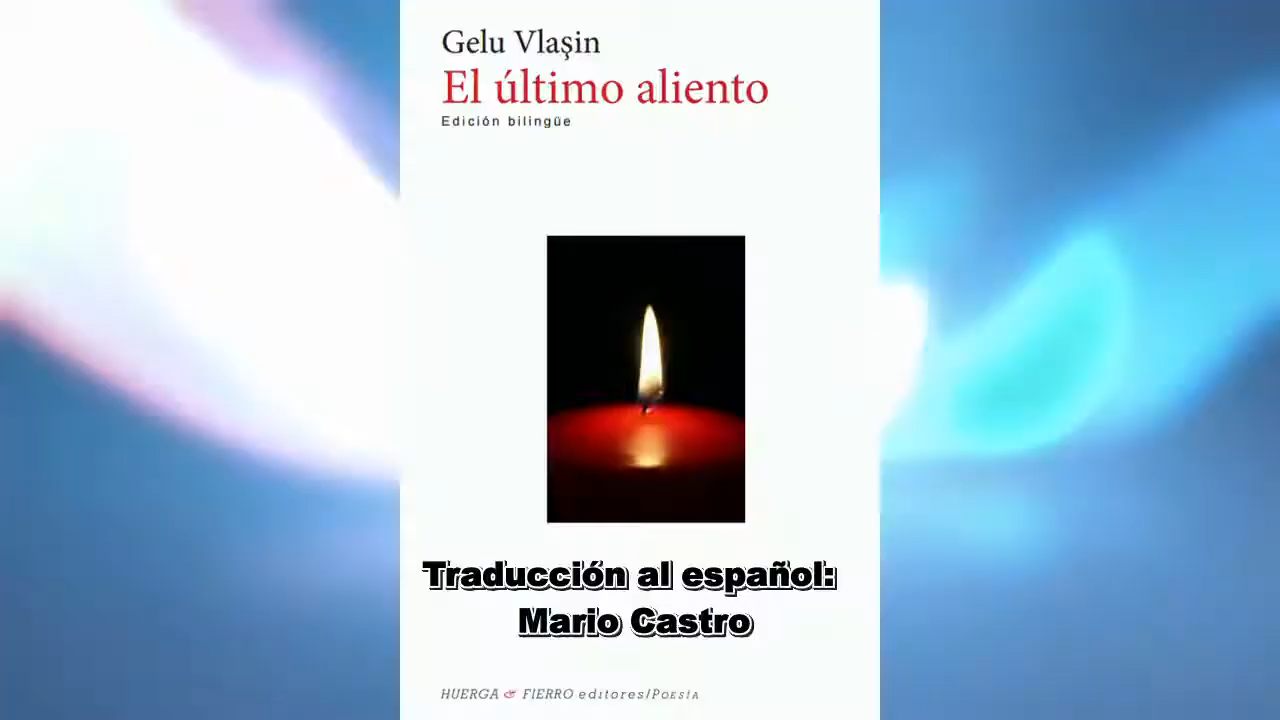 Gelu Vlaşin
El último aliento
Edición bilingüe
Traducción al español:
Mario Castro
HUERGA & FIERRO editores/POESÍA